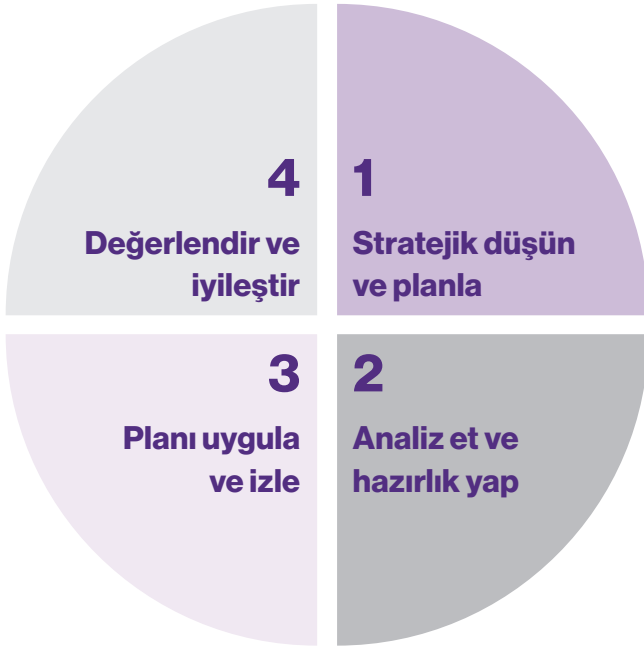 1
Stratejik düşün
ve planla
2
Analiz et ve
hazırlık yap
3
Planı uygula
ve izle
4
Değerlendir ve
iyileştir